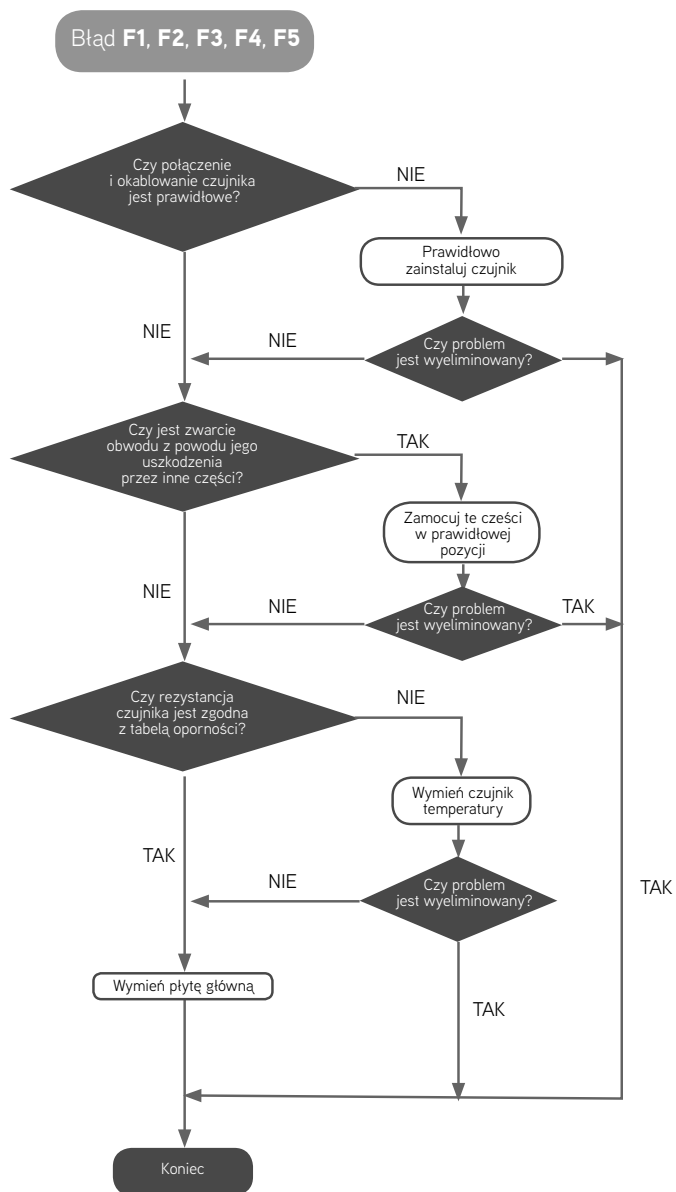 Błąd F1, F2, F3, F4, F5
Czy połączenie
i okablowanie czujnika
jest prawidłowe?
NIE
Prawidłowo
zainstaluj czujnik
NIE
NIE
Czy problem
jest wyeliminowany?
Czy jest zwarcie
obwodu z powodu jego
uszkodzenia
przez inne części?
TAK
Zamocuj te cześci
w prawidłowej
pozycji
NIE
NIE
Czy problem
jest wyeliminowany?
TAK
Czy rezystancja
czujnika jest zgodna
z tabelą oporności?
NIE
Wymień czujnik
temperatury
TAK
NIE
Czy problem
jest wyeliminowany?
TAK
Wymień płytę główną
TAK
Koniec